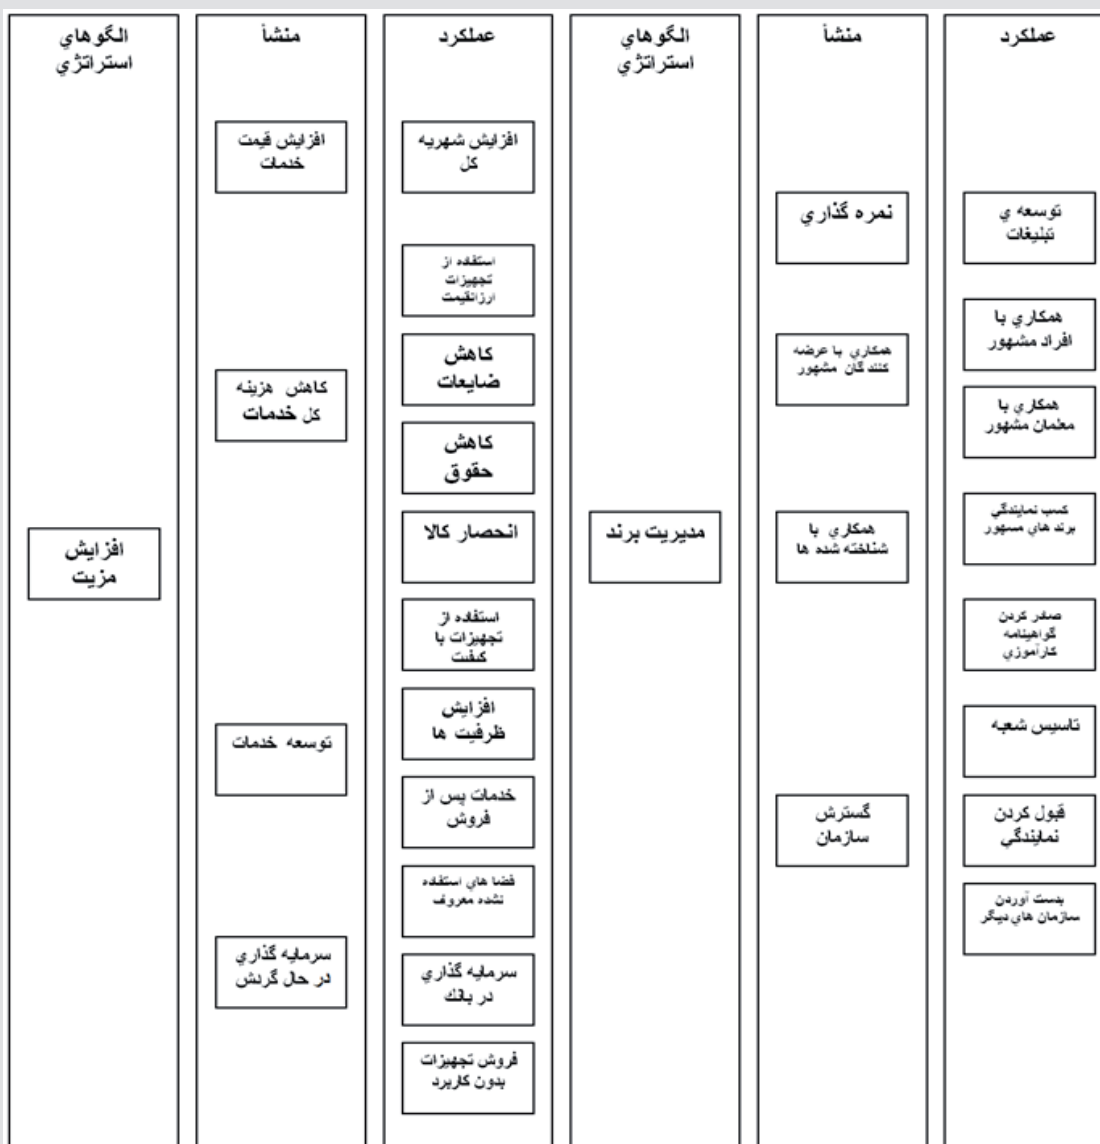 الگوهاي
استراتژي
افزايش
مزيت
منشأ
افزايش قيمت
خدمات
كاهش هزينه
كل خدمات
توسعه خدمات
سرمايه گذاري
در حال گردش
عملكرد
افزايش شهريه
كل
استفاده از
تجهيزات
ارزانقيمت
كاهش
ضايعات
كاهش
حقوق
انحصار كالا
استفاده از
تجهيزات با
كيفيت
افزايش
ظرفيت ها
خدمات پس از
فروش
فضا هاي استفاده
نشده معروف
سرمايه گذاري
در بانك
فروش تجهيزات
بدون كاربرد
الگوهاي
استراتژي
مديريت برند
منشأ
نمره گذاري
همكاري با عرضه
كنندگان مشهور
همكاري با
شناخته شده ها
گسترش
سازمان
عملكرد
توسعه ي
تبليغات
همكاري با
افراد مشهور
همكاري با
معلمان مشهور
كسب نمايندگي
برند هاي مسهور
صادر كردن
گواهينامه
كارآموزي
تاسيس شعبه
قبول كردن
نمايندگي
بدست آوردن
سازمان هاي ديگر